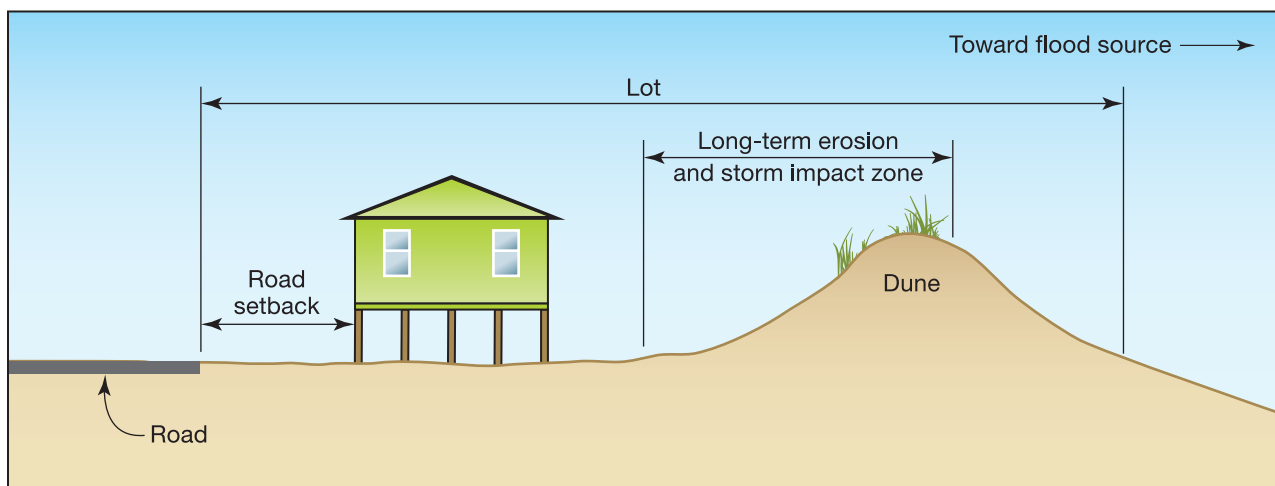 Toward flood source
Lot
Long-term erosion
and storm impact zone
Road
setback
Dune
Road